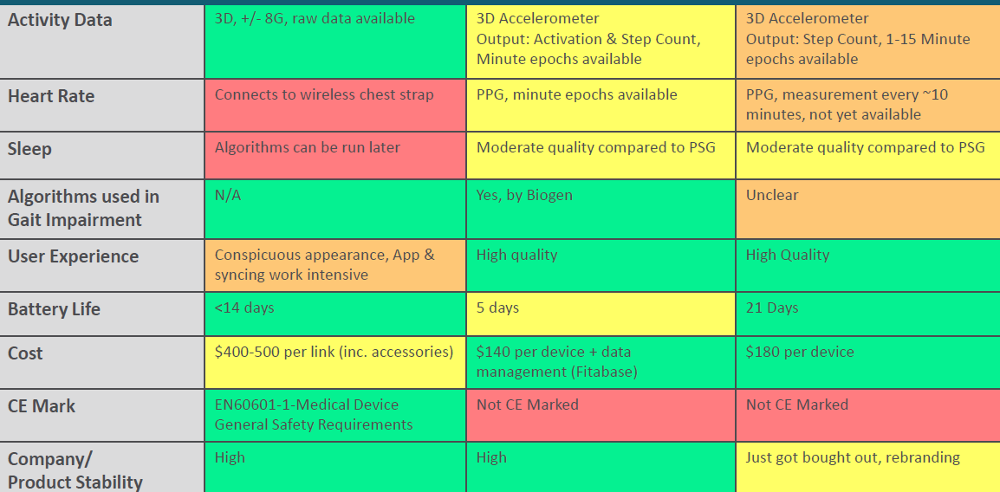 Activity Data
3D, +/- 8G, raw data available
3D Accelerometer
Output: Activation & Step Count,
Minute epochs available
3D Accelerometer
Output: Step Count, 1-15 Minute
epochs available
Heart Rate
Connects to wireless chest strap
PPG, minute epochs available
PPG, measurement every ~10
minutes, not yet available
Sleep
Algorithms can be run later
Moderate quality compared to PSG
Moderate quality compared to PSG
Algorithms used in
Gait Impairment
N/A
Yes, by Biogen
Unclear
User Experience
Conspicuous appearance, App &
syncing work intensive
High quality
High Quality
Battery Life
<14 days
5 days
21 Days
Cost
$400-500 per link (inc. accessories)
$140 per device + data
management (Fitabase)
$180 per device
CE Mark
EN60601-1-Medical Device
General Safety Requirements
Not CE Marked
Not CE Marked
Company/
Product Stability
High
High
Just got bought out, rebranding